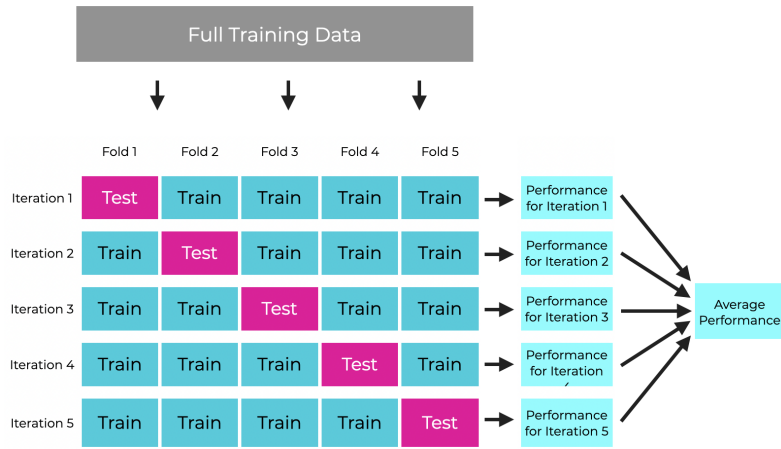 Full Training Data
Fold 1 Fold 2 Fold 3 Fold 4 Fold 5
Iteration 1 Test Train Train Train Train Performance
for Iteration 1
Iteration 2 Train Test Train Train Train Performance
for Iteration 2
Iteration 3 Train Train Test Train Train Performance
for Iteration 3
Average
Performance
Iteration 4 Train Train Train Test Train Performance
for Iteration
Iteration 5 Train Train Train Train Test Performance
for Iteration 5